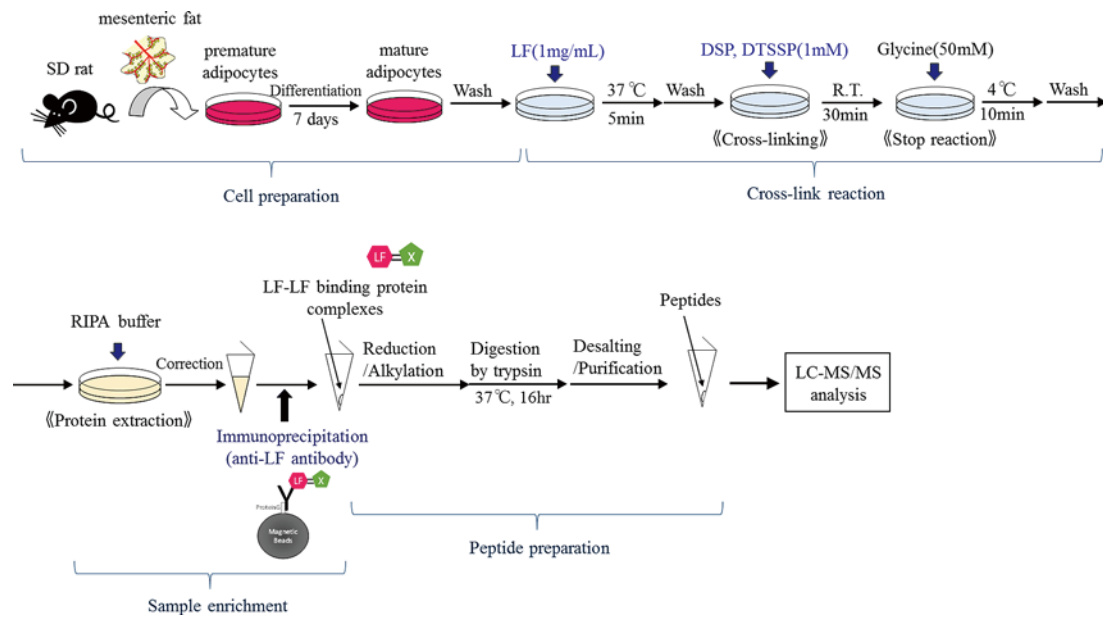 mesenteric fat
SD rat
premature
adipocytes
Differentiation
7 days
mature
adipocytes
Wash
LF(1mg/mL)
37 ℃
5min
Wash
DSP, DTSSP(1mM)
《Cross-linking》
R.T.
30min
Glycine(50mM)
《Stop reaction》
4 ℃
10min
Wash
Cell preparation
Cross-link reaction
RIPA buffer
《Protein extraction》
Correction
Immunoprecipitation
(anti-LF antibody)
LF X
ProteinG
Magnetic
Beads
LF X
LF-LF binding protein
complexes
Reduction
/Alkylation
Digestion
by trypsin
37℃, 16hr
Desalting
/Purification
Peptides
LC-MS/MS
analysis
Peptide preparation
Sample enrichment